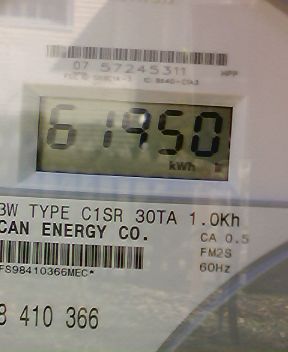 07 57245311
61950
kWh
3W TYPE C1SR 30TA 1.0Kh
CAN ENERGY CO.
CA 0.5
FM2S
60Hz
FS98410366MEC*
8 410 366